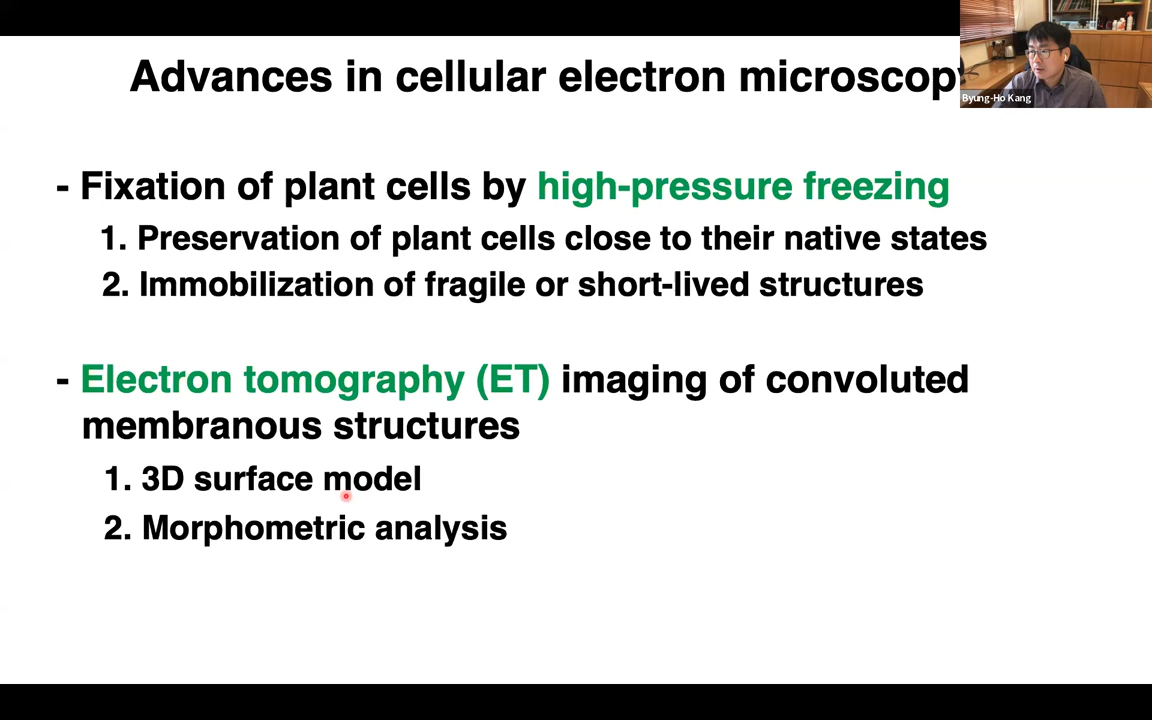 Advances in cellular electron microscopy
Byung-Ho Kang
- Fixation of plant cells by high-pressure freezing
1. Preservation of plant cells close to their native states
2. Immobilization of fragile or short-lived structures
- Electron tomography (ET) imaging of convoluted
membranous structures
1. 3D surface model
2. Morphometric analysis